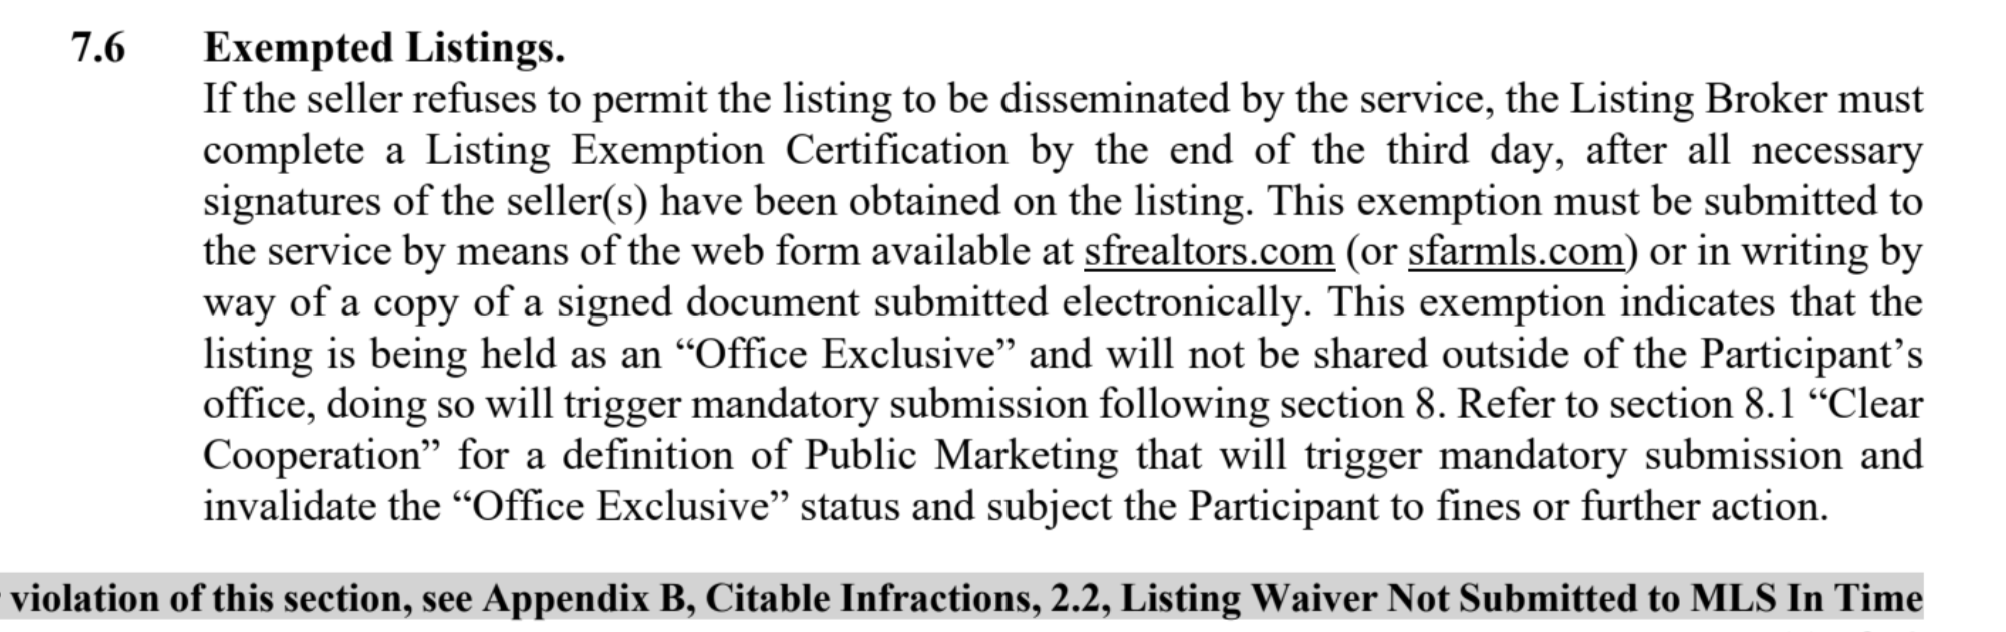 7.6 Exempted Listings.
If the seller refuses to permit the listing to be disseminated by the service, the Listing Broker must
complete a Listing Exemption Certification by the end of the third day, after all necessary
signatures of the seller(s) have been obtained on the listing. This exemption must be submitted to
the service by means of the web form available at sfrealtors.com (or sfarmls.com) or in writing by
way of a copy of a signed document submitted electronically. This exemption indicates that the
listing is being held as an “Office Exclusive” and will not be shared outside of the Participant’s
office, doing so will trigger mandatory submission following section 8. Refer to section 8.1 “Clear
Cooperation” for a definition of Public Marketing that will trigger mandatory submission and
invalidate the “Office Exclusive” status and subject the Participant to fines or further action.
violation of this section, see Appendix B, Citable Infractions, 2.2, Listing Waiver Not Submitted to MLS In Time